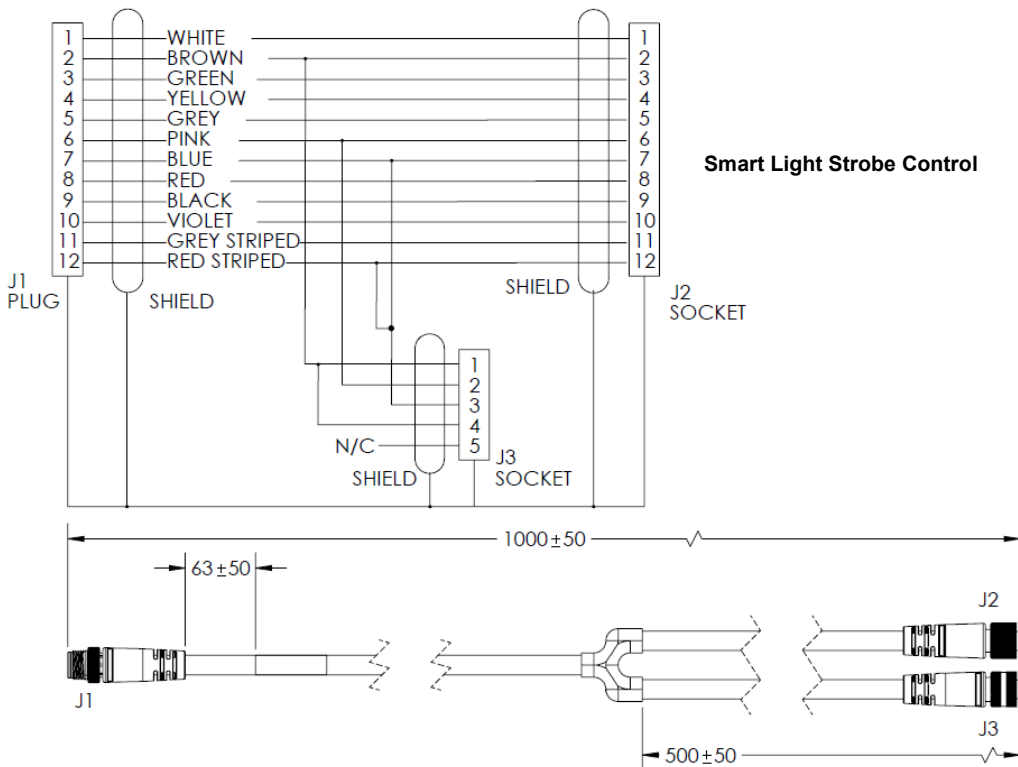 1 WHITE 1
2 BROWN 2
3 GREEN 3
4 YELLOW 4
5 GREY 5
6 PINK 6
7 BLUE 7
8 RED 8
9 BLACK 9
10 VIOLET 10
11 GREY STRIPED 11
12 RED STRIPED 12
Smart Light Strobe Control
J1
PLUG
SHIELD
SHIELD
J2
SOCKET
1
2
3
4
N/C 5
SHIELD
J3
SOCKET
1000±50
63±50
J1
J2
J3
500±50